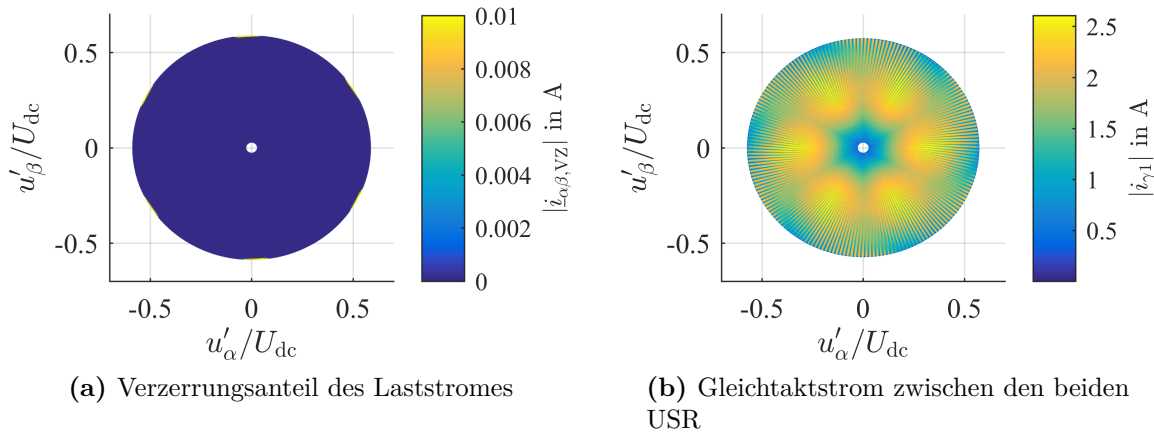 0.5
0
-0.5
-0.5 0 0.5
u′α/Udc
u′β/Udc
0.01
0.008
0.006
0.004
0.002
0
|i̲αβ,VZ| in A
(a) Verzerrungsanteil des Laststromes
0.5
0
-0.5
-0.5 0 0.5
u′α/Udc
u′β/Udc
2.5
2
1.5
1
0.5
|iγ1| in A
(b) Gleichtaktstrom zwischen den beiden
USR